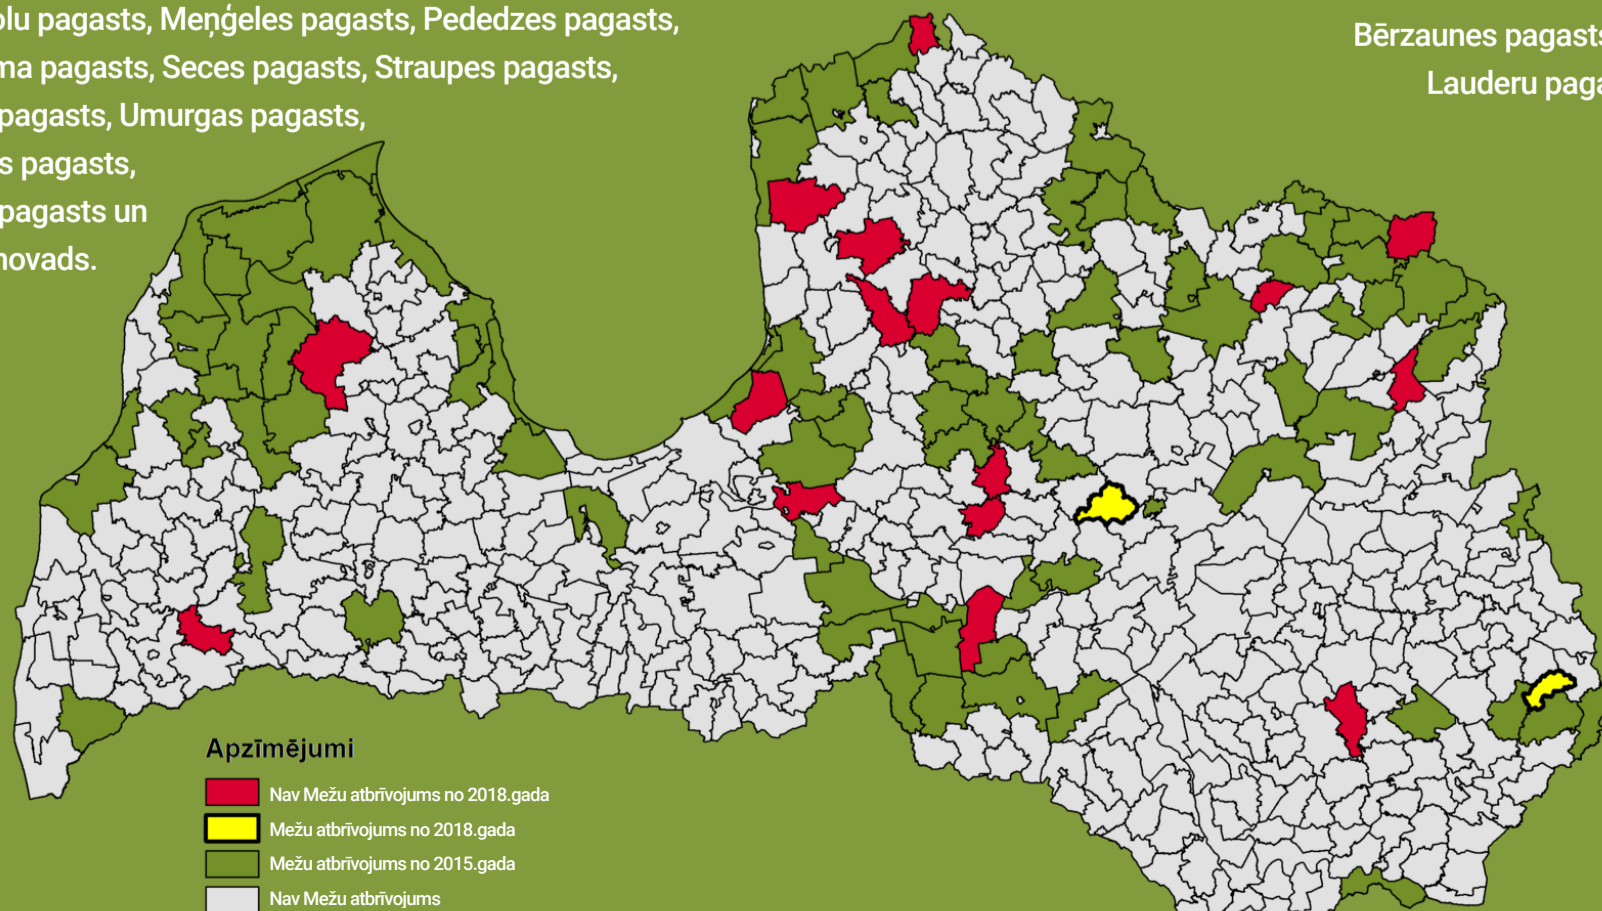 olu pagasts, Meņģeles pagasts, Pededzes pagasts,
ma pagasts, Seces pagasts, Straupes pagasts,
pagasts, Umurgas pagasts,
s pagasts,
pagasts un
novads.
Bērzaunes pagasts
Lauderu paga
Apzīmējumi
Nav Mežu atbrīvojums no 2018.gada
Mežu atbrīvojums no 2018.gada
Mežu atbrīvojums no 2015.gada
Nav Mežu atbrīvojums